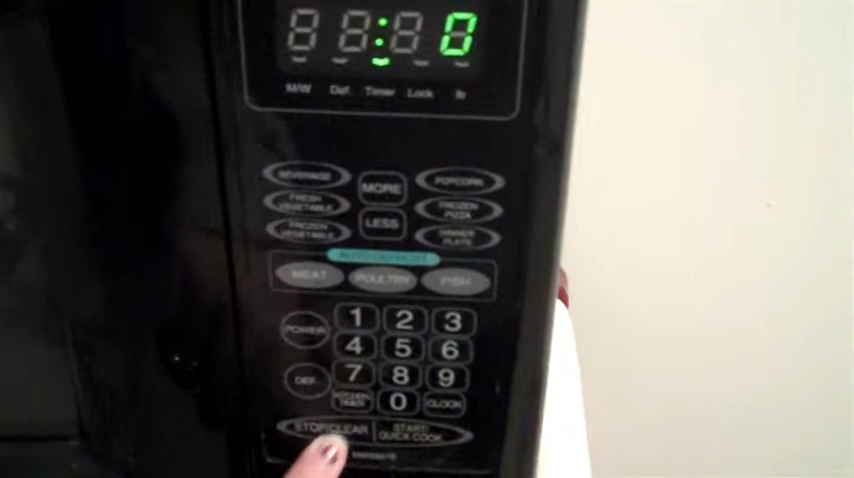 : 0
M/W Def. Timer Lock lb
BEVERAGE
MORE
POPCORN
FRESH
VEGETABLE
FROZEN
PIZZA
LESS
FROZEN
VEGETABLE
DINNER
PLATE
AUTO DEFROST
MEAT POULTRY FISH
POWER
1 2 3
4 5 6
DEF.
7 8 9
KITCHEN
TIMER
0
CLOCK
STOP/CLEAR
START/
QUICK COOK